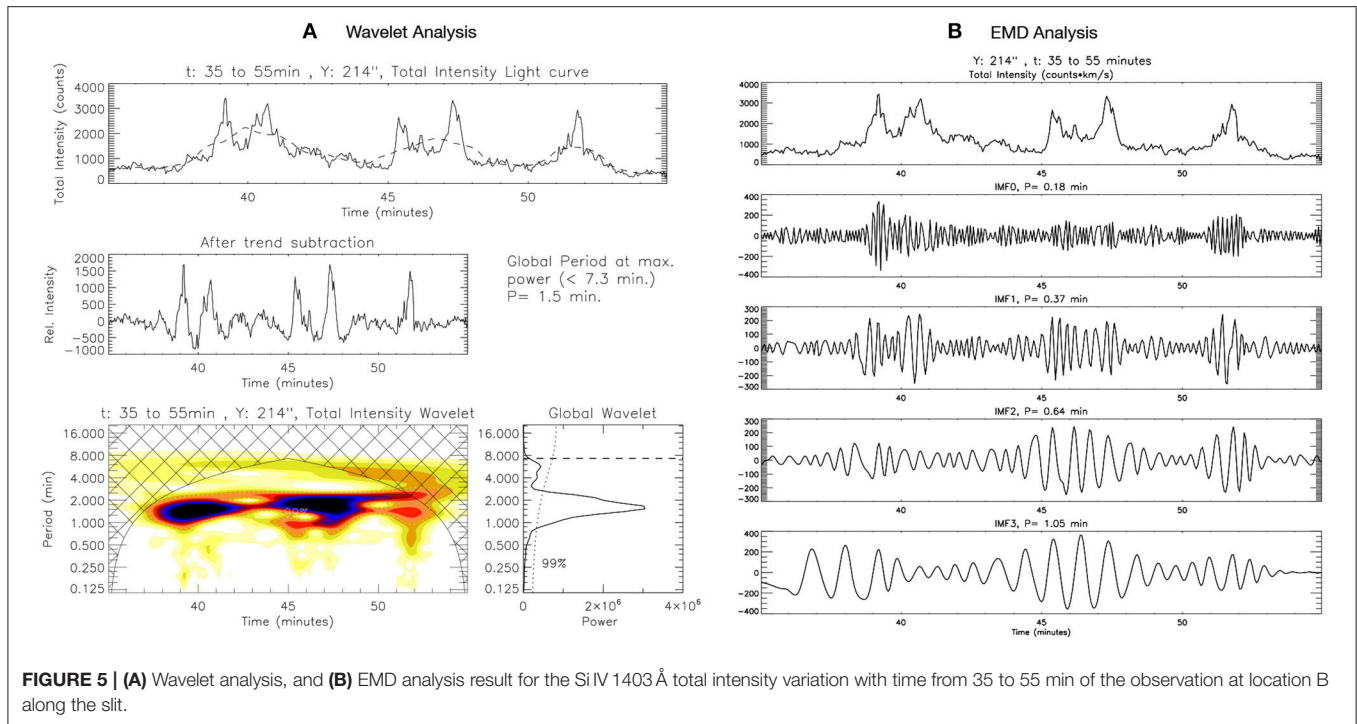 A Wavelet Analysis
t: 35 to 55min , Y: 214", Total Intensity Light curve
Total Intensity (counts)
4000
3000
2000
1000
0
40 45 50
Time (minutes)
After trend subtraction
Rel. Intensity
2000
1500
1000
500
0
-500
-1000
40 45 50
Time (minutes)
Global Period at max.
power (< 7.3 min.)
P= 1.5 min.
t: 35 to 55min , Y: 214", Total Intensity Wavelet
Period (min)
16.000
8.000
4.000
2.000
1.000
0.500
0.250
0.125
99%
40 45 50
Time (minutes)
Global Wavelet
16.000
8.000
4.000
2.000
1.000
0.500
0.250
0.125
99%
0 2×10⁶ 4×10⁶
Power
B EMD Analysis
Y: 214" , t: 35 to 55 minutes
Total Intensity (counts•km/s)
4000
3000
2000
1000
0
40 45 50
IMF0, P= 0.18 min
400
200
0
-200
-400
40 45 50
IMF1, P= 0.37 min
300
200
100
0
-100
-200
-300
40 45 50
IMF2, P= 0.64 min
300
200
100
0
-100
-200
-300
40 45 50
IMF3, P= 1.05 min
200
0
-200
-400
40 45 50
Time (minutes)
FIGURE 5 | (A) Wavelet analysis, and (B) EMD analysis result for the Si IV 1403 Å total intensity variation with time from 35 to 55 min of the observation at location B
along the slit.